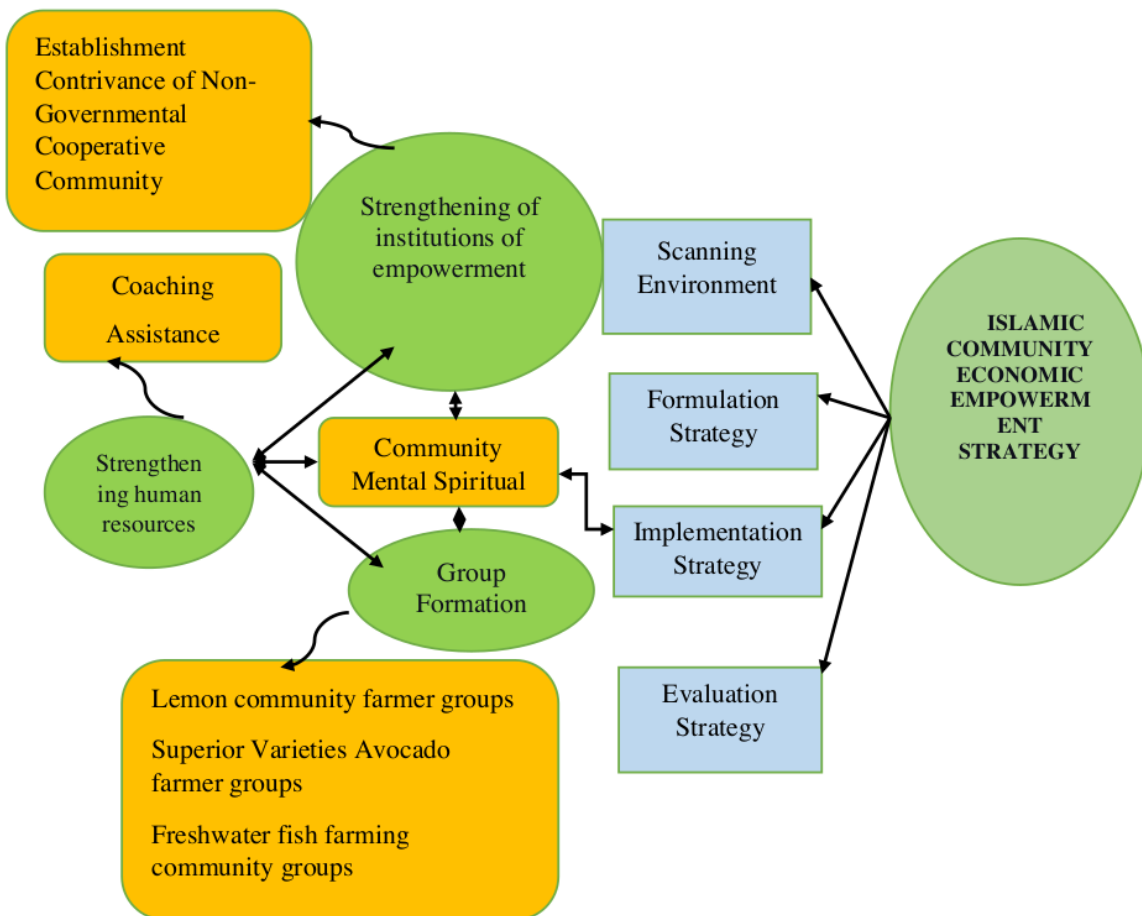 Establishment
Contrivance of Non-
Governmental
Cooperative
Community
Strengthening of
institutions of
empowerment
Scanning
Environment
Coaching
Assistance
ISLAMIC
COMMUNITY
ECONOMIC
EMPOWERM
ENT
STRATEGY
Formulation
Strategy
Community
Mental Spiritual
Strengthen
ing human
resources
Implementation
Strategy
Group
Formation
Lemon community farmer groups
Superior Varieties Avocado
farmer groups
Freshwater fish farming
community groups
Evaluation
Strategy